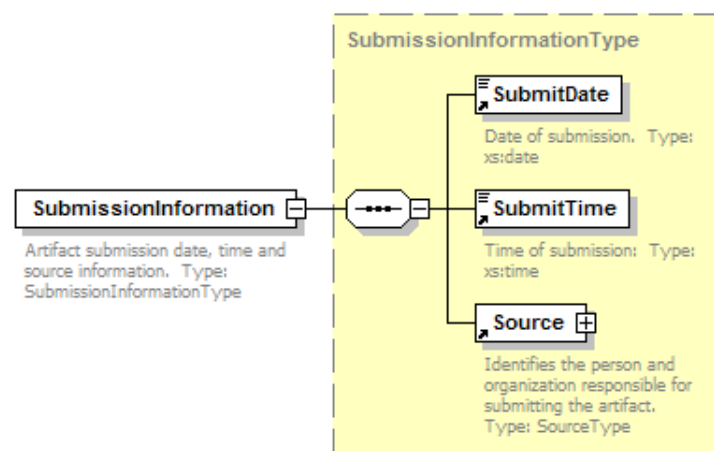 SubmissionInformationType
SubmitDate
Date of submission. Type:
xs:date
SubmissionInformation
Artifact submission date, time and
source information. Type:
SubmissionInformationType
SubmitTime
Time of submission: Type:
xs:time
Source
Identifies the person and
organization responsible for
submitting the artifact.
Type: SourceType